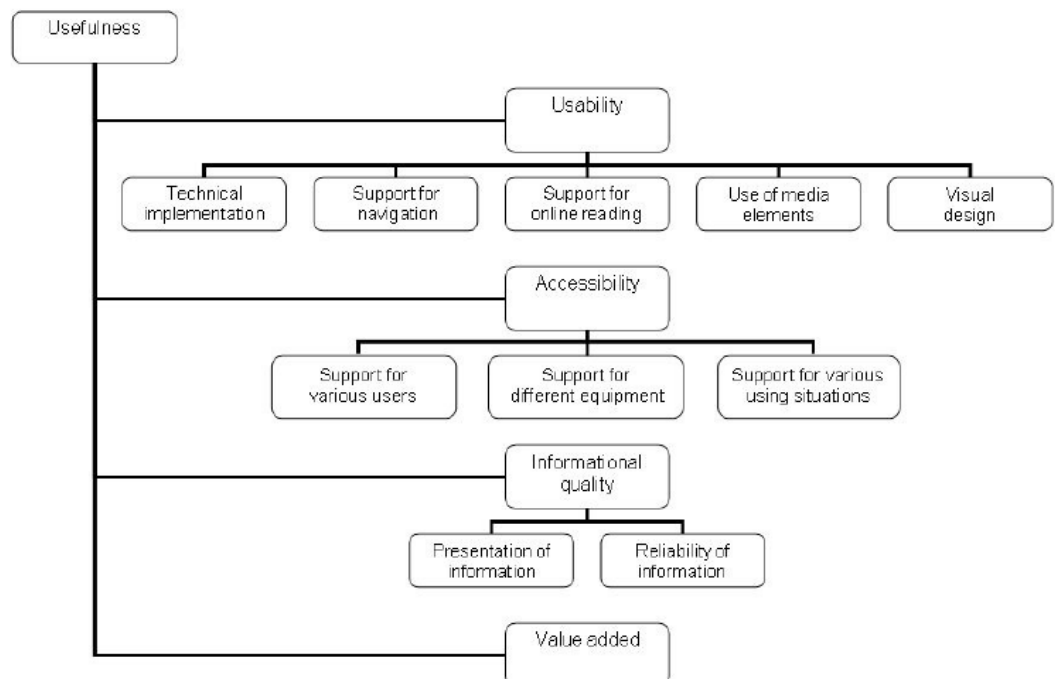 Usefulness
Usability
Technical
implementation
Support for
navigation
Support for
online reading
Use of media
elements
Visual
design
Accessibility
Support for
various users
Support for
different equipment
Support for various
using situations
Informational
quality
Presentation of
information
Reliability of
information
Value added